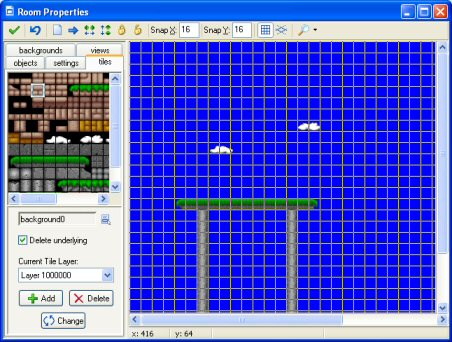 Room Properties
Snap X: 16 Snap Y: 16
backgrounds views
objects settings tiles
background0
Delete underlying
Current Tile Layer:
Layer 1000000
Add Delete
Change
x: 416 y: 64